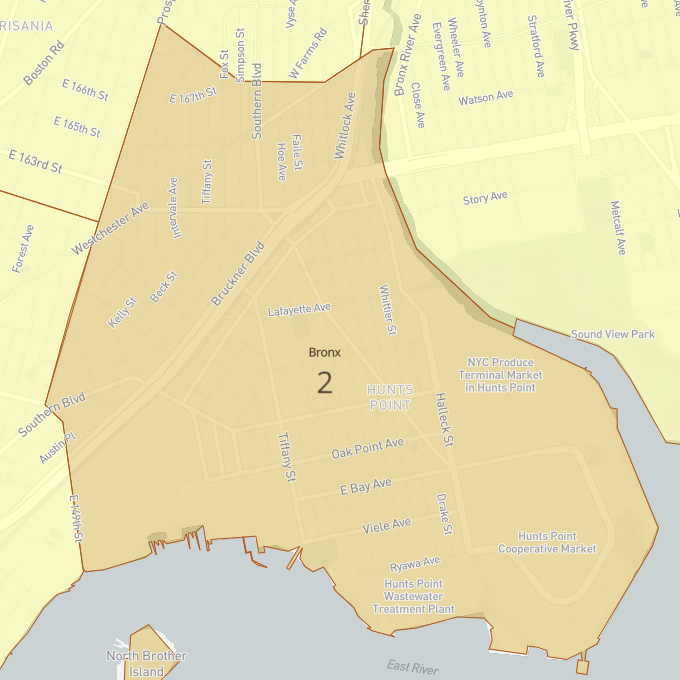 RISANIA
Boston Rd
E 166th St
E 165th St
E 163rd St
Forest Ave
Westchester Ave
E 167th St
Fox St
Simpson St
Southern Blvd
Vyse A
W Farms Rd
Whitlock Ave
Faile St
Hoe Ave
Tiffany St
Intervale Ave
Beck St
Kelly St
Bruckner Blvd
Bronx River Ave
Close Ave
Evergreen Ave
Wheeler Ave
Boynton Ave
Stratford Ave
River Pkwy
Watson Ave
Story Ave
Metcalf Ave
Sound View Park
Lafayette Ave
Whittier St
Bronx
2
HUNTS
POINT
NYC Produce
Terminal Market
in Hunts Point
Halleck St
Southern Blvd
Austin Pl
E 149th St
Tiffany St
Oak Point Ave
E Bay Ave
Drake St
Viele Ave
Ryawa Ave
Hunts Point
Cooperative Market
Hunts Point
Wastewater
Treatment Plant
North Brother
Island
East River